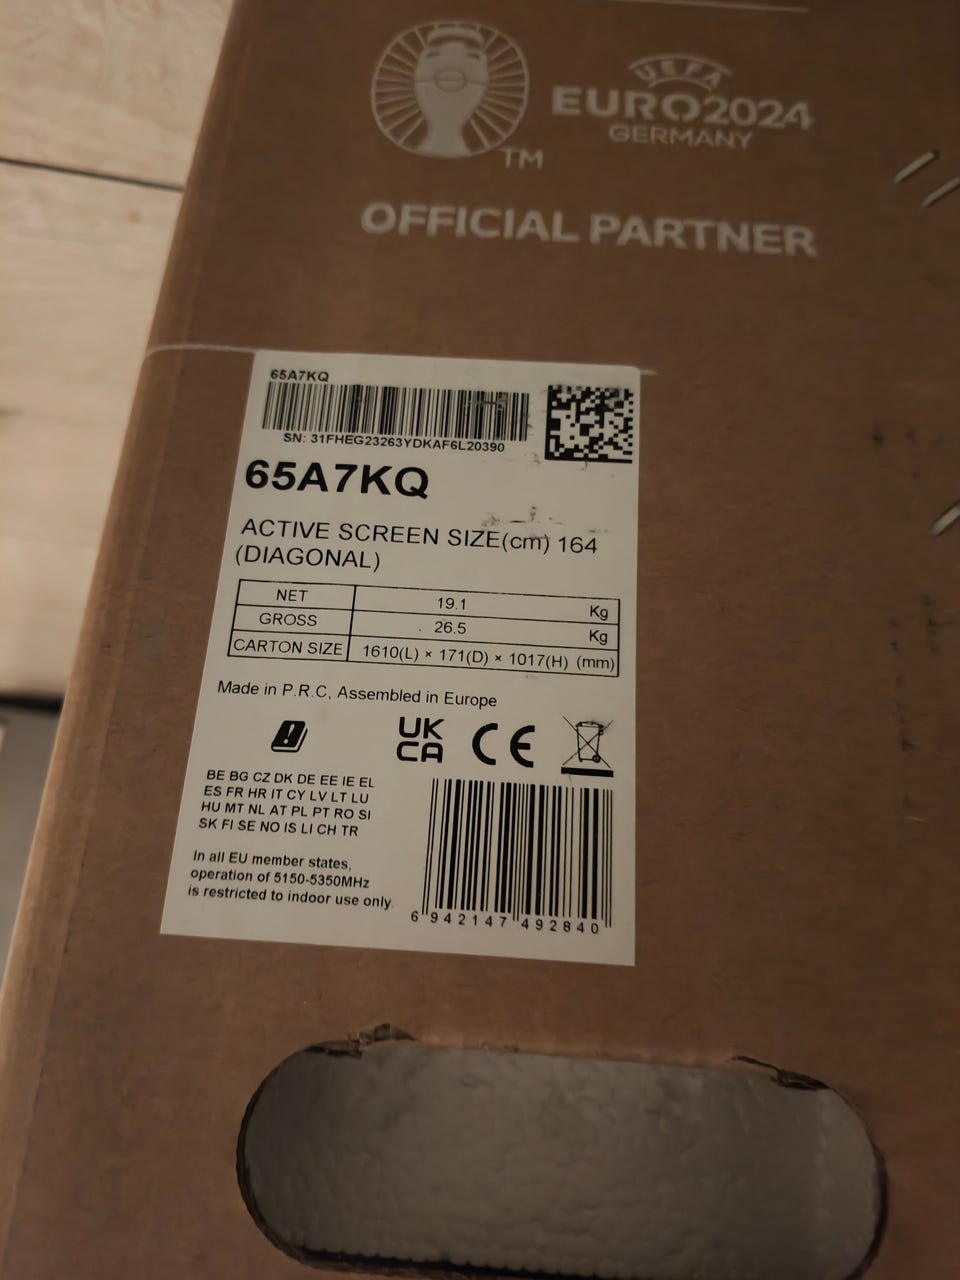 UEFA
EURO2024
GERMANY
TM
OFFICIAL PARTNER
65A7KQ
SN: 31FHEG23263YDKAF6L20390
65A7KQ
ACTIVE SCREEN SIZE(cm) 164
(DIAGONAL)
NET 19.1 Kg
GROSS 26.5 Kg
CARTON SIZE 1610(L) × 171(D) × 1017(H) (mm)
Made in P.R.C, Assembled in Europe
UK
CA CE
BE BG CZ DK DE EE IE EL
ES FR HR IT CY LV LT LU
HU MT NL AT PL PT RO SI
SK FI SE NO IS LI CH TR
In all EU member states,
operation of 5150-5350MHz
is restricted to indoor use only.
6 942147 492840